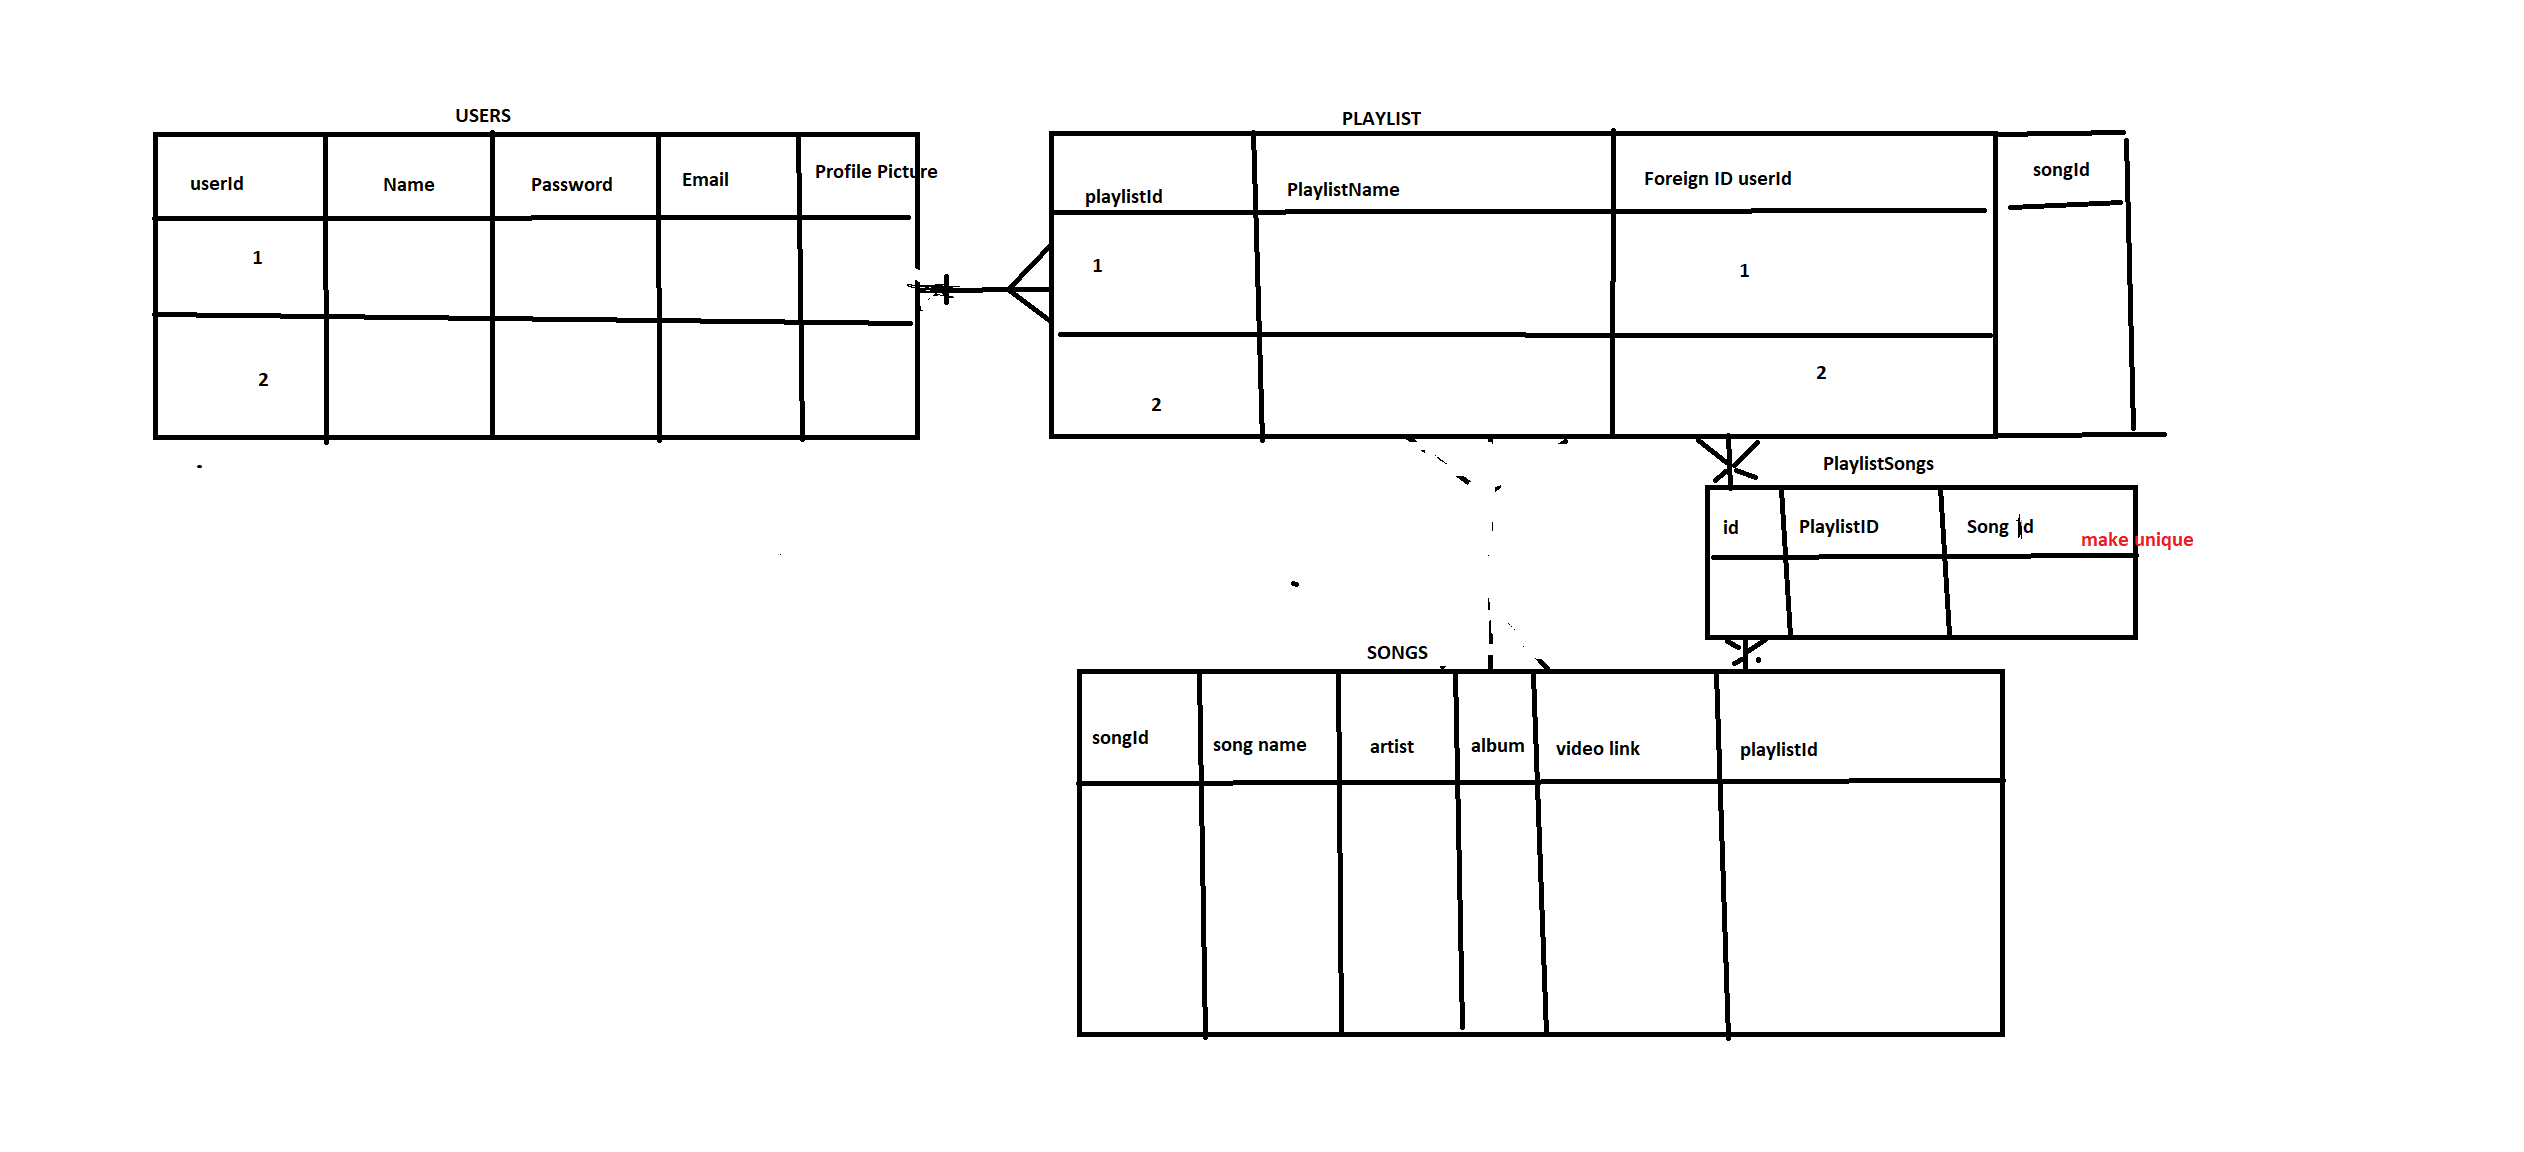 USERS
userId
Name
Password
Email
Profile Picture
1
2
PLAYLIST
playlistId
PlaylistName
Foreign ID userId
songId
1
1
2
2
PlaylistSongs
id
PlaylistID
Song Id
make unique
SONGS
songId
song name
artist
album
video link
playlistId